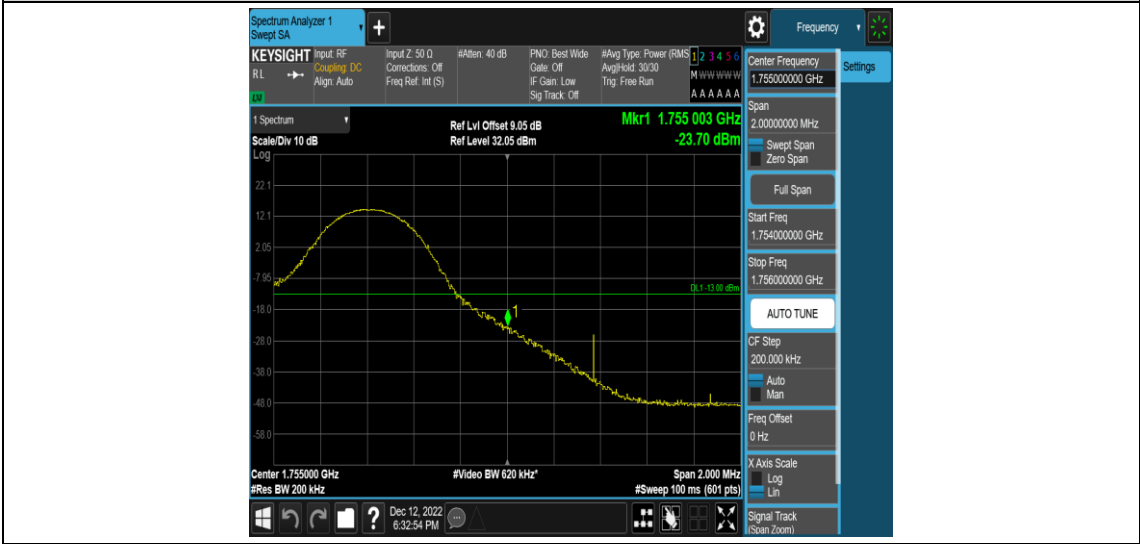 Spectrum Analyzer 1
Swept SA
+
Frequency
KEYSIGHT
RL
Input: RF
Coupling: DC
Align: Auto
Input Z: 50 Ω
Corrections: Off
Freq Ref: Int (S)
#Atten: 40 dB
PNO: Best Wide
Gate: Off
IF Gain: Low
Sig Track: Off
#Avg Type: Power (RMS
Avg|Hold: 30/30
Trig: Free Run
1 2 3 4 5 6
M W W W W W
A A A A A A
1 Spectrum
Scale/Div 10 dB
Log
Ref Lvl Offset 9.05 dB
Ref Level 32.05 dBm
Mkr1 1.755 003 GHz
-23.70 dBm
22.1
12.1
2.05
-7.95
DL1 -13.00 dBm
-18.0
1
-28.0
-38.0
-48.0
-58.0
Center 1.755000 GHz
#Res BW 200 kHz
#Video BW 620 kHz*
Span 2.000 MHz
#Sweep 100 ms (601 pts)
?
Dec 12, 2022
6:32:54 PM
Center Frequency
1.755000000 GHz
Settings
Span
2.00000000 MHz
Swept Span
Zero Span
Full Span
Start Freq
1.754000000 GHz
Stop Freq
1.756000000 GHz
AUTO TUNE
CF Step
200.000 kHz
Auto
Man
Freq Offset
0 Hz
X Axis Scale
Log
Lin
Signal Track
(Span Zoom)